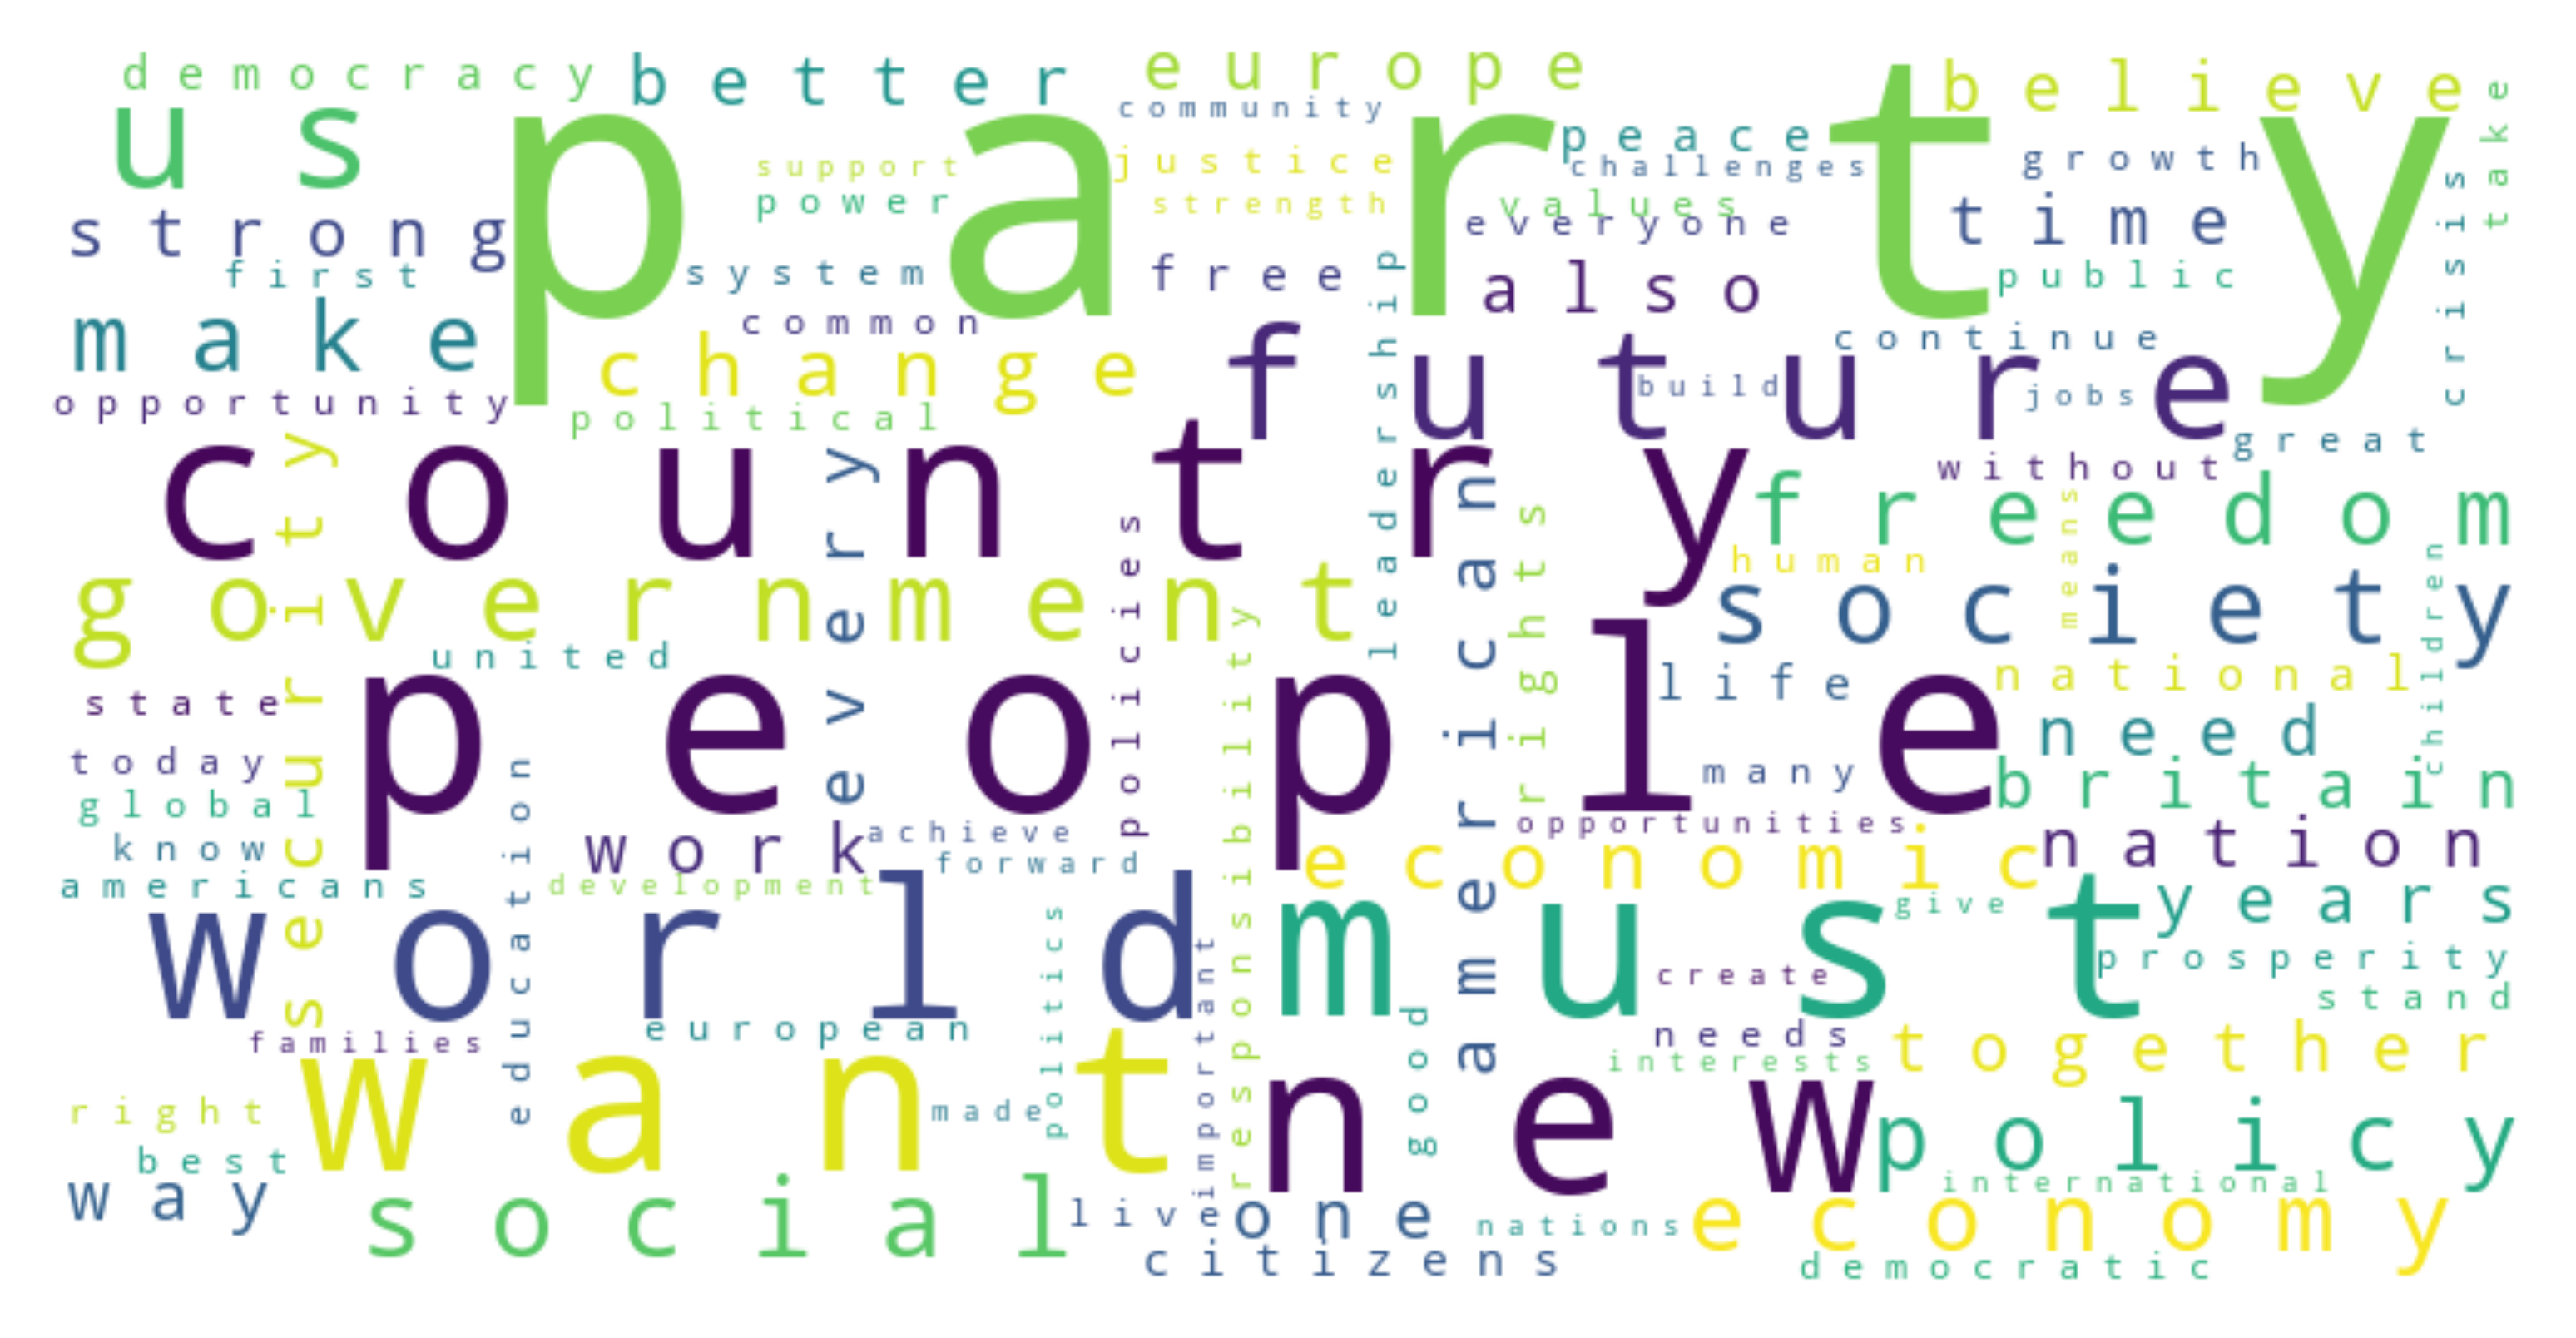 democracy
better
europe
believe
take
us
party
community
peace
growth
support
justice
challenges
power
strength
values
everyone
time
crisis
strong
first
system
free
also
public
make
common
leadership
continue
change
future
build
jobs
opportunity
political
great
country
every
without
freedom
security
policies
american
rights
human
means
society
children
government
united
people
life
national
state
need
today
global
many
britain
know
work
achieve
opportunities
nation
americans
education
development
forward
economic
responsibility
world
politics
important
must
give
years
prosperity
create
stand
families
european
good
needs
interests
together
right
want
made
new
policy
best
way
social
live
one
international
nations
economy
citizens
democratic